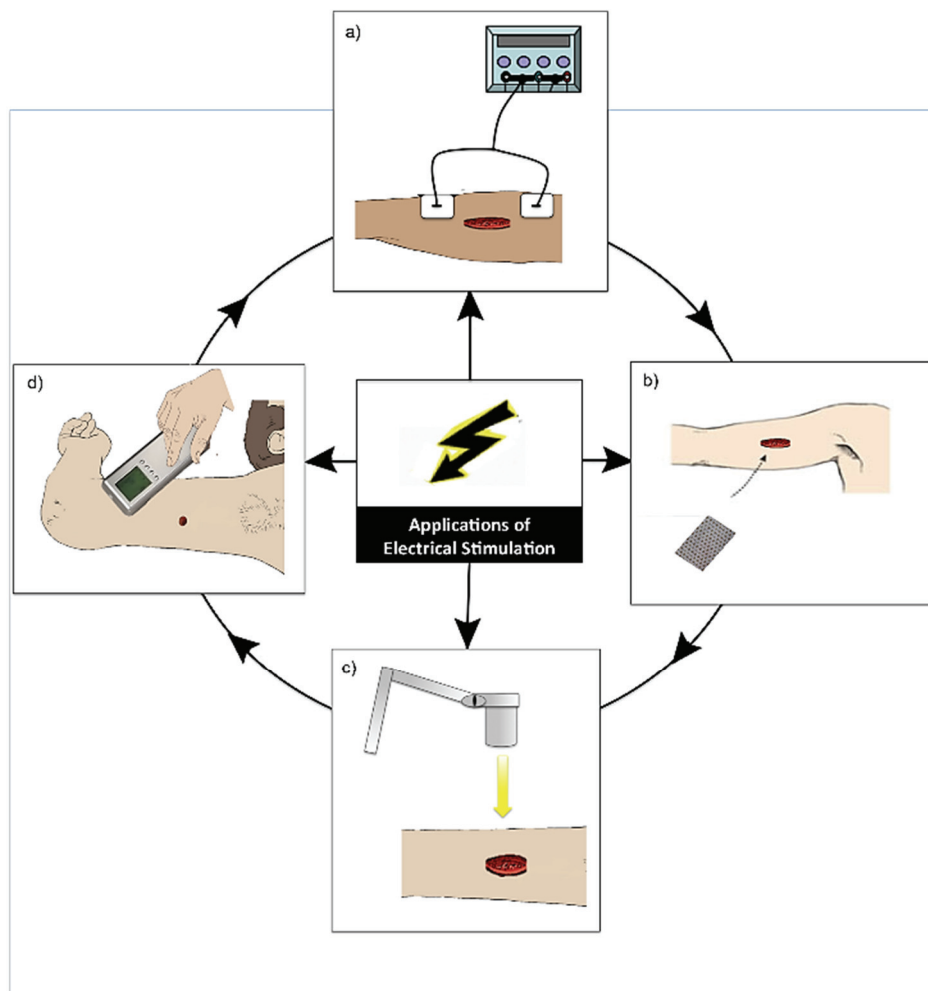 a)
d)
b)
Applications of
Electrical Stimulation
c)